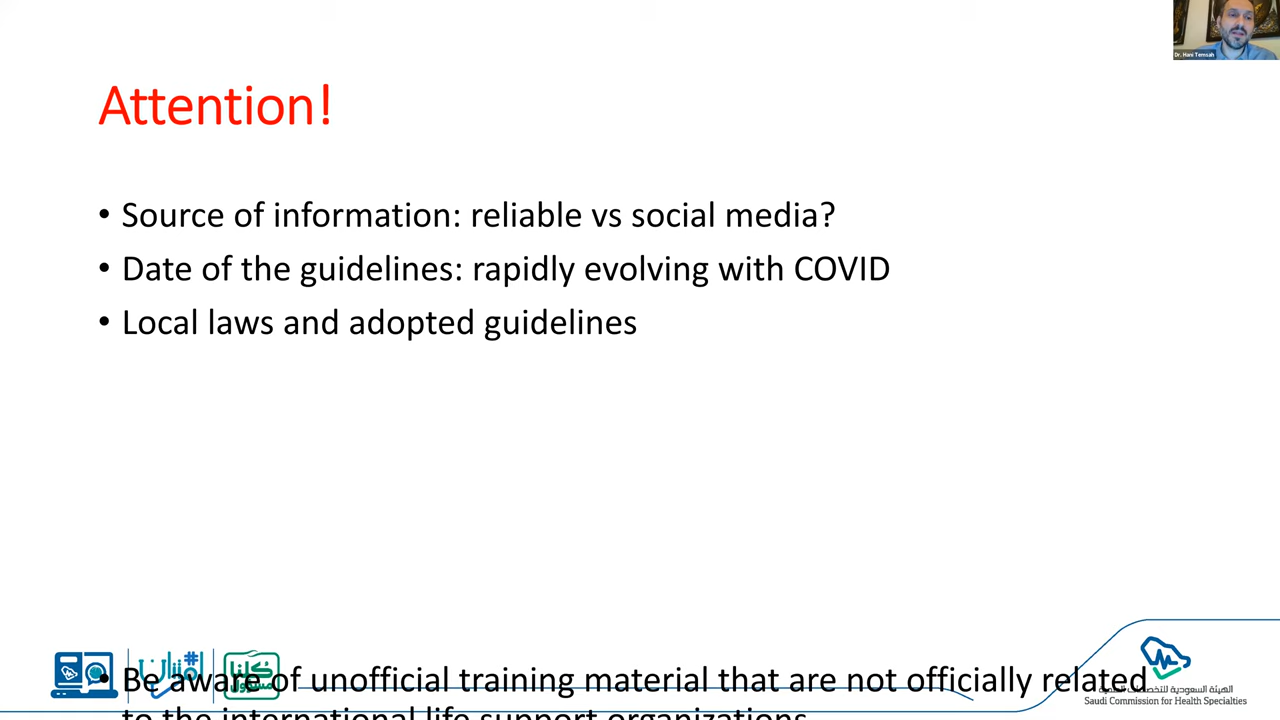 Dr. Hani Temsah
Attention!
• Source of information: reliable vs social media?
• Date of the guidelines: rapidly evolving with COVID
• Local laws and adopted guidelines
• Be aware of unofficial training material that are not officially related
to the international life support organizations
كلنا
مسؤول
الهيئة السعودية للتخصصات الصحية
Saudi Commission for Health Specialties